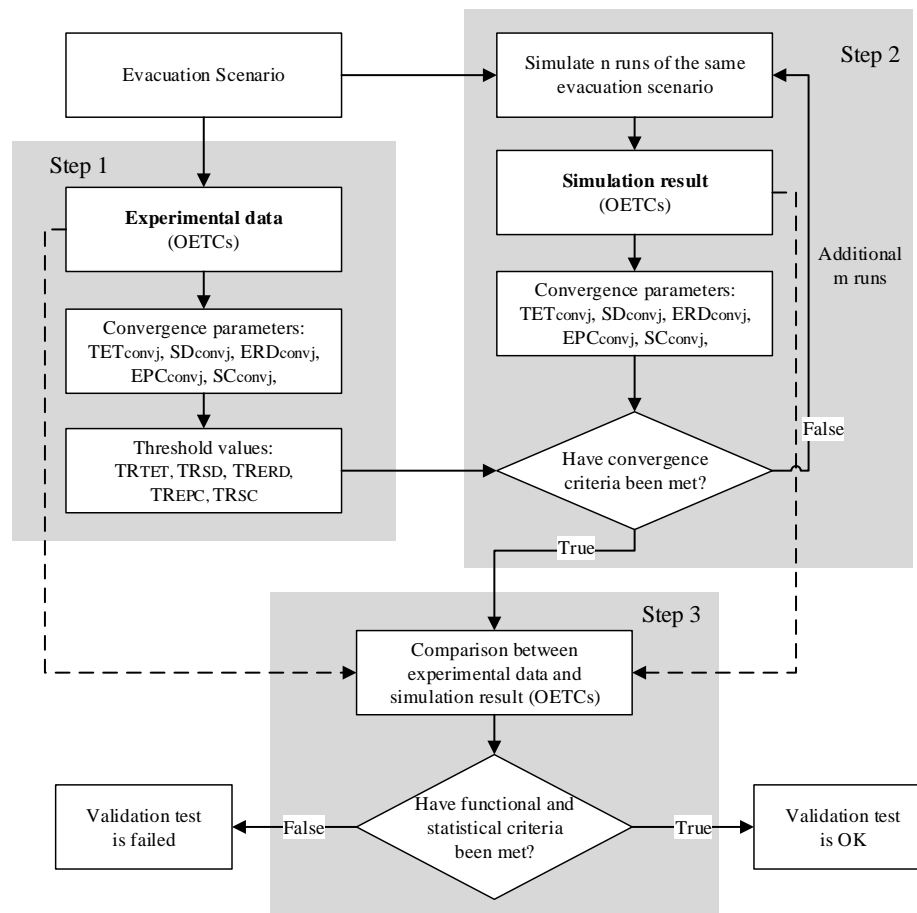 Evacuation Scenario
Step 1
Experimental data
(OETCs)
Convergence parameters:
TETconvj, SDconvj, ERDconvj,
EPCconvj, SCconvj,
Threshold values:
TRTET, TRSD, TRERD,
TREPC, TRSC
Step 2
Simulate n runs of the same
evacuation scenario
Simulation result
(OETCs)
Convergence parameters:
TETconvj, SDconvj, ERDconvj,
EPCconvj, SCconvj,
Have convergence
criteria been met?
False
Additional
m runs
True
Step 3
Comparison between
experimental data and
simulation result (OETCs)
Have functional and
statistical criteria
been met?
False
True
Validation test
is failed
Validation test
is OK